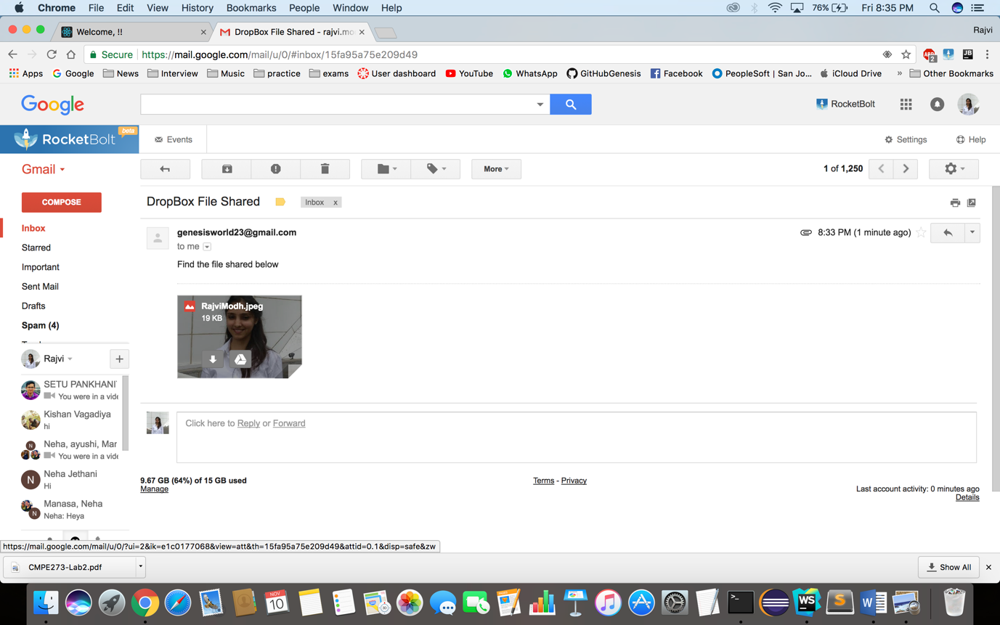 Chrome File Edit View History Bookmarks People Window Help 76% Fri 8:35 PM
Welcome, !! DropBox File Shared - rajvi.mo Rajvi
Secure https://mail.google.com/mail/u/0/#inbox/15fa95a75e209d49 ABP 2 JB
Apps Google News Interview Music practice exams User dashboard YouTube WhatsApp GitHubGenesis Facebook PeopleSoft | San Jo... iCloud Drive » Other Bookmarks
Google RocketBolt
RocketBolt beta Events Settings Help
Gmail More 1 of 1,250
COMPOSE
DropBox File Shared Inbox x
Inbox
Starred
Important
Sent Mail
Drafts
Spam (4)
genesisworld23@gmail.com 8:33 PM (1 minute ago)
to me
Find the file shared below
RajviModh.jpeg
19 KB
Rajvi
SETU PANKHANI
You were in a vide
Kishan Vagadiya
hi
Neha, ayushi, Mar
N
You were in a vide
N
Neha Jethani
Hi
Manasa, Neha
N
Neha: Heya
Click here to Reply or Forward
9.67 GB (64%) of 15 GB used
Manage
Terms - Privacy
Last account activity: 0 minutes ago
Details
https://mail.google.com/mail/u/0/?ui=2&ik=e1c0177068&view=att&th=15fa95a75e209d49&attid=0.1&disp=safe&zw
CMPE273-Lab2.pdf Show All
NOV
10
WS
S
W